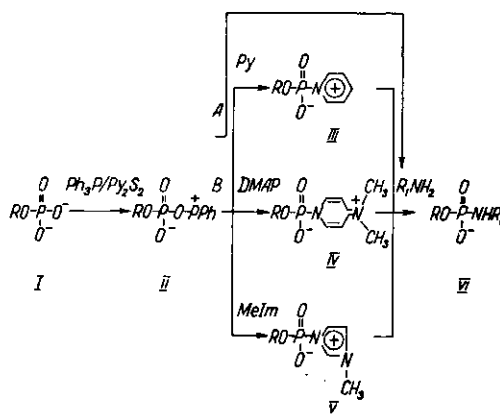 O
Py RO-P-N
O⁻
A III
O Ph₃P/Py₂S₂ O B DMAP O CH₃ R₁NH₂ O
RO-P-O⁻ RO-P-O-PPh RO-P-N N RO-P-NHR₁
O⁻ O⁻ + O⁻ + CH₃ O⁻
I II IV VI
MeIm O
RO-P-N
O⁻ N
CH₃
V